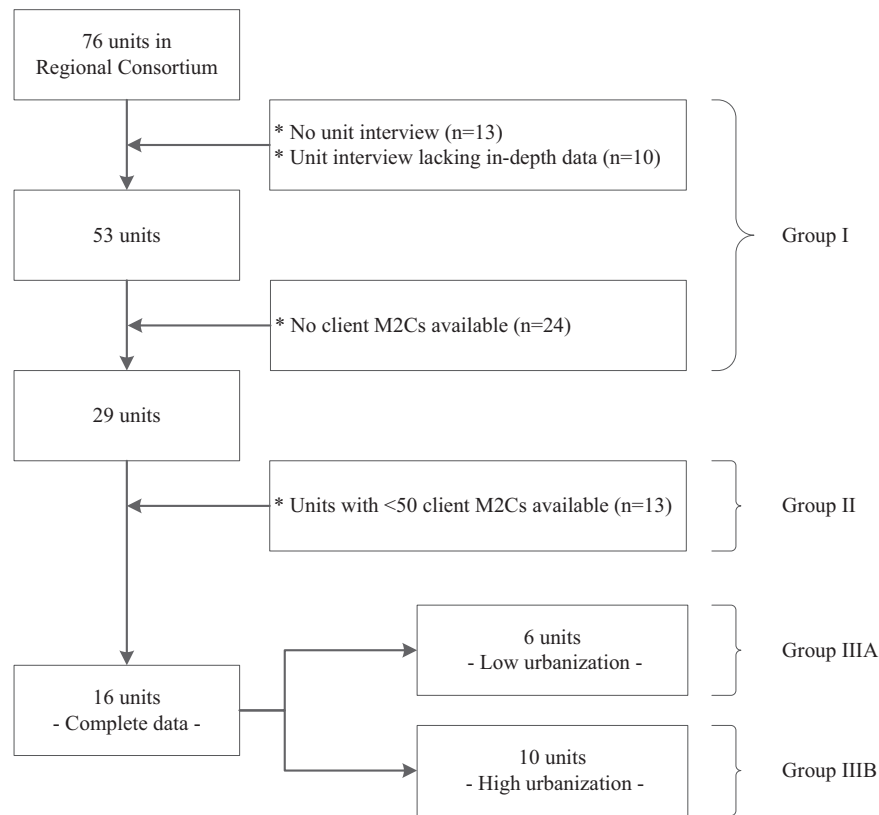 76 units in
Regional Consortium
* No unit interview (n=13)
* Unit interview lacking in-depth data (n=10)
53 units
Group I
* No client M2Cs available (n=24)
29 units
* Units with <50 client M2Cs available (n=13)
Group II
6 units
- Low urbanization -
Group IIIA
16 units
- Complete data -
10 units
- High urbanization -
Group IIIB